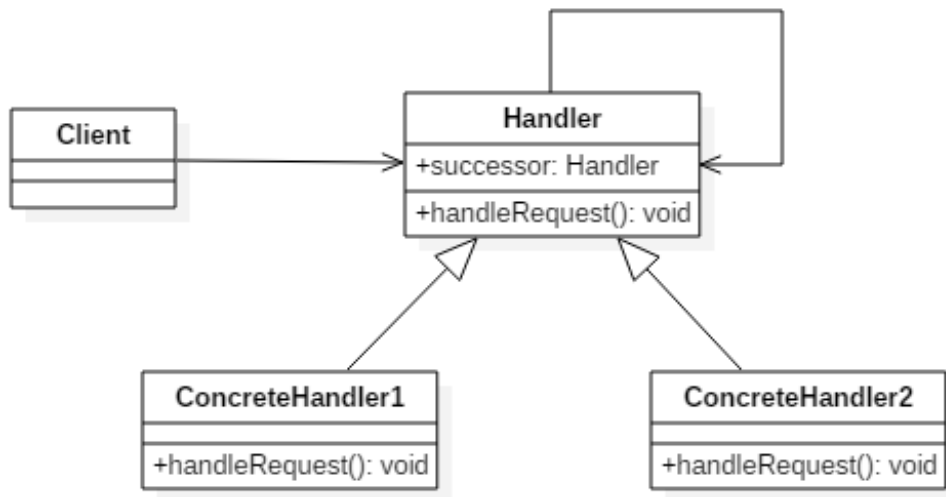 Client
Handler
+successor: Handler
+handleRequest(): void
ConcreteHandler1
+handleRequest(): void
ConcreteHandler2
+handleRequest(): void